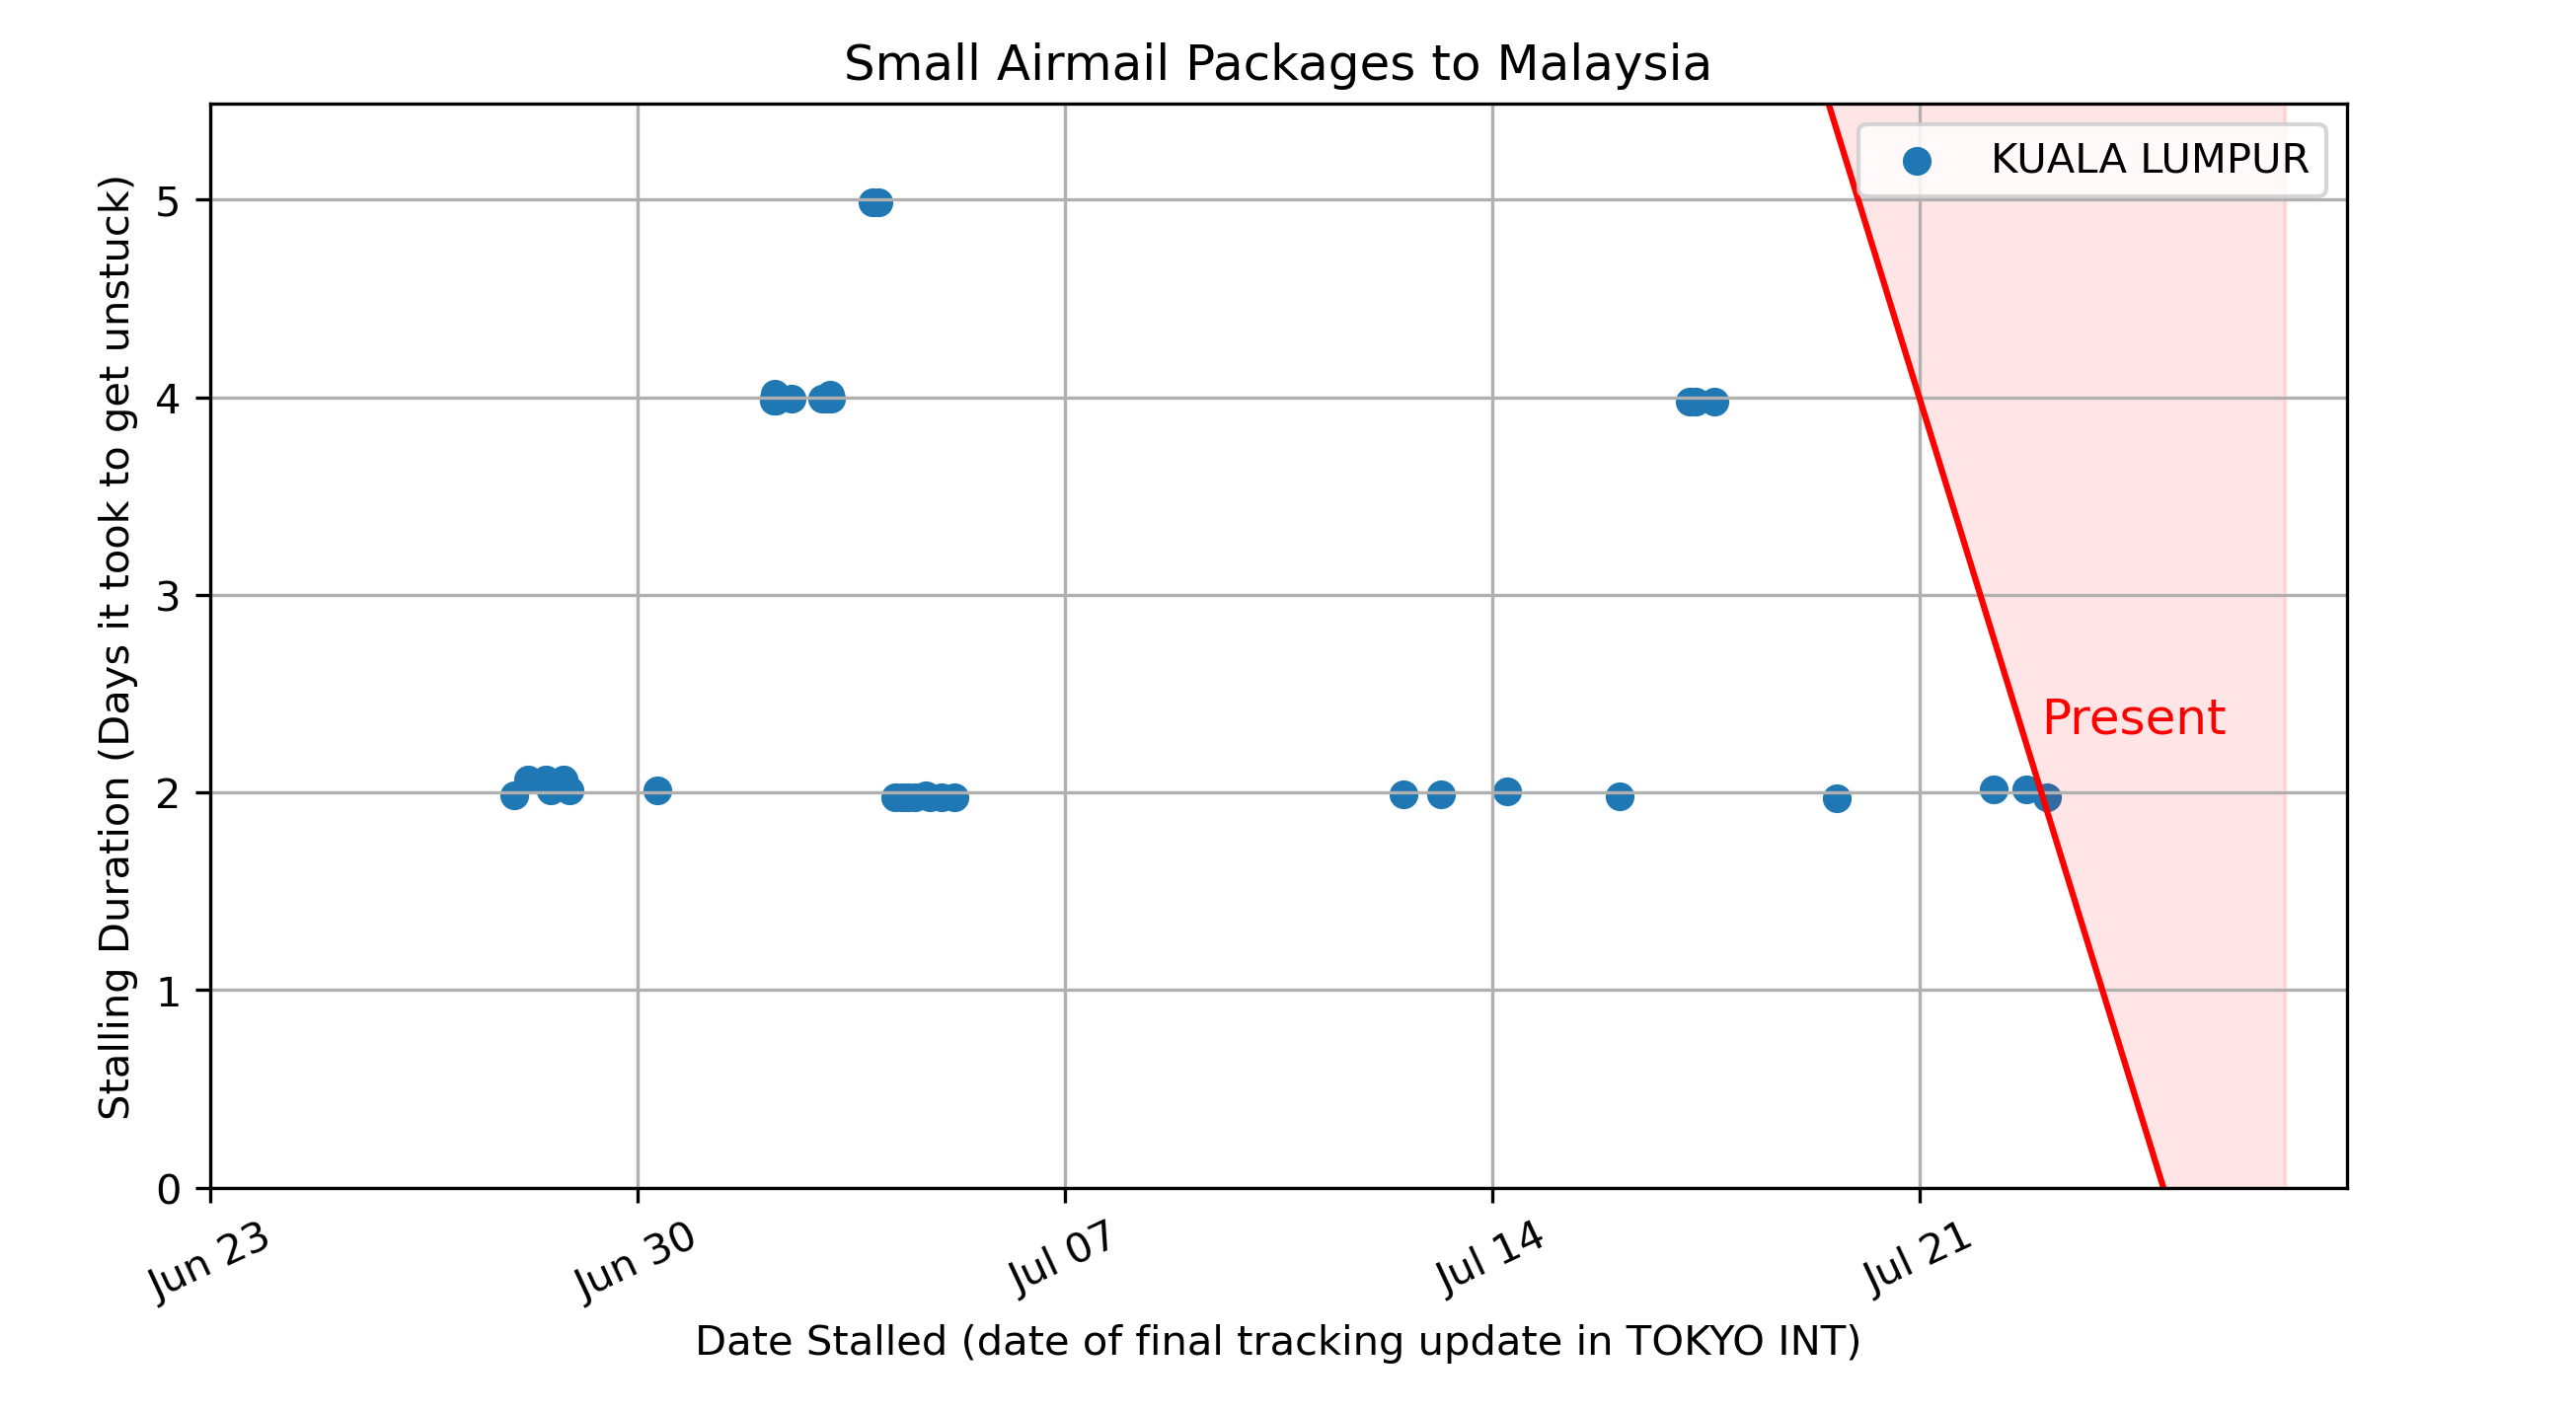 Small Airmail Packages to Malaysia
KUALA LUMPUR
Stalling Duration (Days it took to get unstuck)
5
4
3
2
1
0
Present
Jun 23
Jun 30
Jul 07
Jul 14
Jul 21
Date Stalled (date of final tracking update in TOKYO INT)